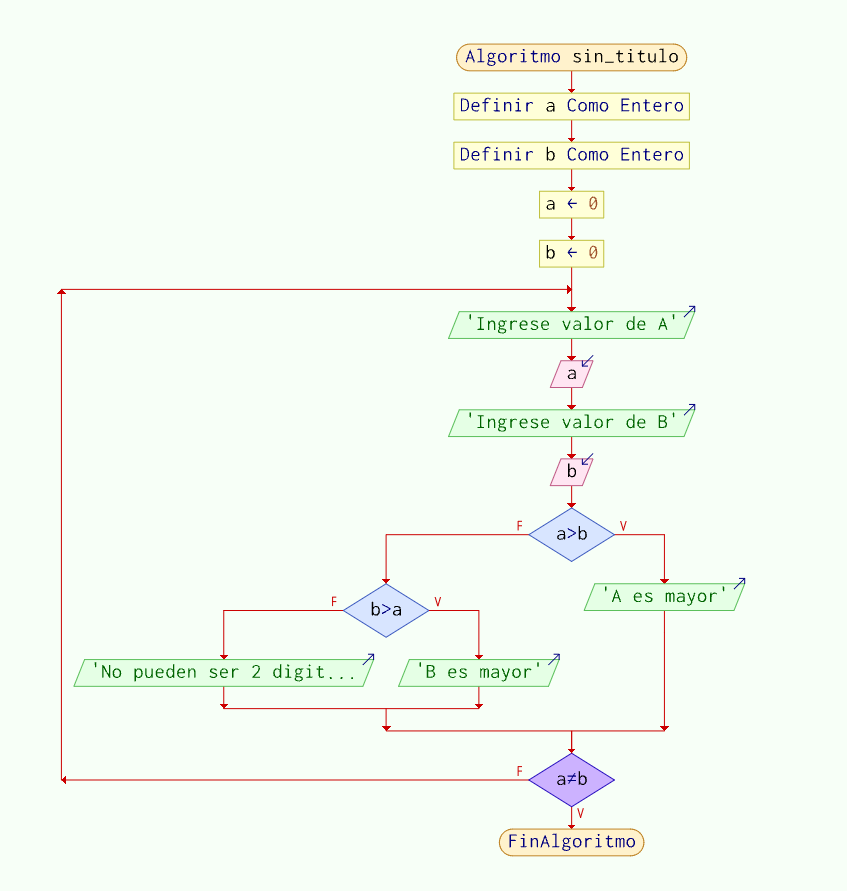 Algoritmo sin_titulo
Definir a Como Entero
Definir b Como Entero
a ← 0
b ← 0
'Ingrese valor de A'
a
'Ingrese valor de B'
b
F
a>b
V
F
b>a
V
'A es mayor'
'No pueden ser 2 digit...
'B es mayor'
F
a≠b
V
FinAlgoritmo